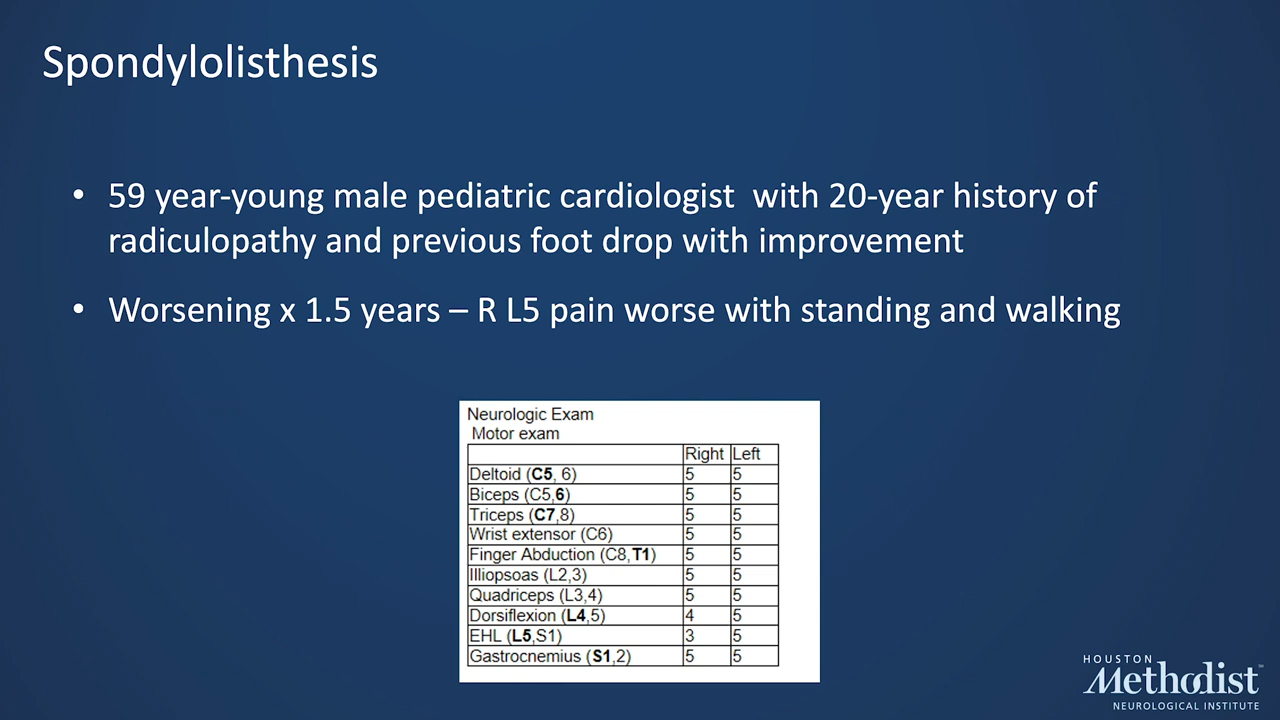 Spondylolisthesis
• 59 year-young male pediatric cardiologist  with 20-year history of
radiculopathy and previous foot drop with improvement
• Worsening x 1.5 years – R L5 pain worse with standing and walking
Neurologic Exam
Motor exam
Right Left
Deltoid (C5, 6) 5 5
Biceps (C5,6) 5 5
Triceps (C7,8) 5 5
Wrist extensor (C6) 5 5
Finger Abduction (C8,T1) 5 5
Illiopsoas (L2,3) 5 5
Quadriceps (L3,4) 5 5
Dorsiflexion (L4,5) 4 5
EHL (L5,S1) 3 5
Gastrocnemius (S1,2) 5 5
HOUSTON
Methodist
NEUROLOGICAL INSTITUTE